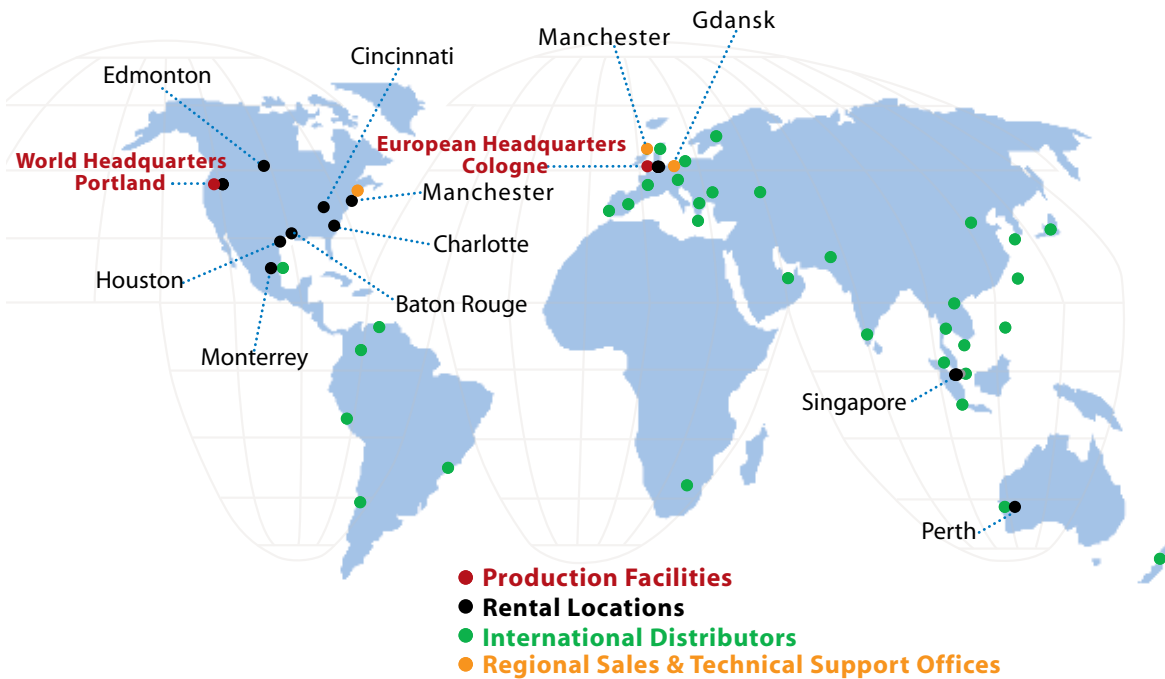 Gdansk
Manchester
Cincinnati
Edmonton
European Headquarters
Cologne
World Headquarters
Portland
Manchester
Charlotte
Houston
Baton Rouge
Monterrey
Singapore
Perth
Production Facilities
Rental Locations
International Distributors
Regional Sales & Technical Support Offices